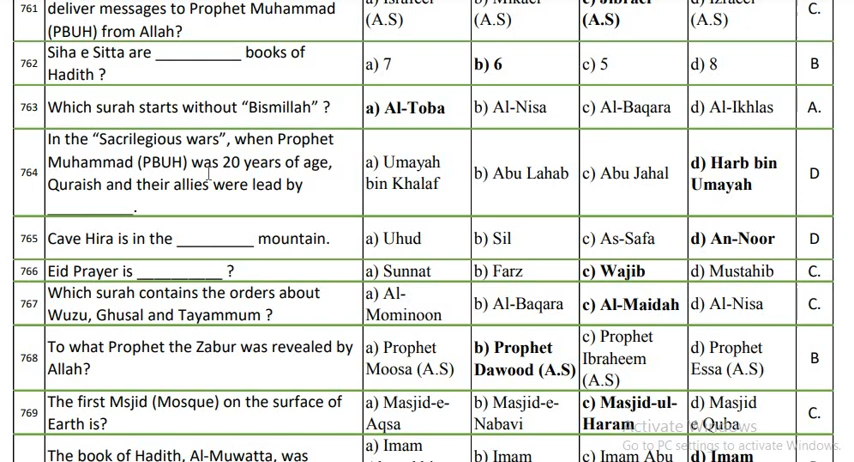 761 deliver messages to Prophet Muhammad (PBUH) from Allah?
(A.S) (A.S) (A.S) (A.S) C.
762 Siha e Sitta are __________ books of Hadith ?
a) 7 b) 6 c) 5 d) 8 B
763 Which surah starts without “Bismillah” ?
a) Al-Toba b) Al-Nisa c) Al-Baqara d) Al-Ikhlas A.
764 In the “Sacrilegious wars”, when Prophet
Muhammad (PBUH) was 20 years of age,
Quraish and their allies were lead by
__________.
a) Umayah bin Khalaf b) Abu Lahab c) Abu Jahal d) Harb bin Umayah D
765 Cave Hira is in the _________ mountain.
a) Uhud b) Sil c) As-Safa d) An-Noor D
766 Eid Prayer is __________ ?
a) Sunnat b) Farz c) Wajib d) Mustahib C.
767 Which surah contains the orders about
Wuzu, Ghusal and Tayammum ?
a) Al-Mominoon b) Al-Baqara c) Al-Maidah d) Al-Nisa C.
768 To what Prophet the Zabur was revealed by
Allah?
a) Prophet Moosa (A.S) b) Prophet Dawood (A.S) c) Prophet Ibraheem (A.S) d) Prophet Essa (A.S) B
769 The first Msjid (Mosque) on the surface of
Earth is?
a) Masjid-e-Aqsa b) Masjid-e-Nabavi c) Masjid-ul-Haram d) Masjid e Quba C.
Activate Windows
Go to PC settings to activate Windows.
The book of Hadith, Al-Muwatta, was
a) Imam b) Imam c) Imam Abu d) Imam